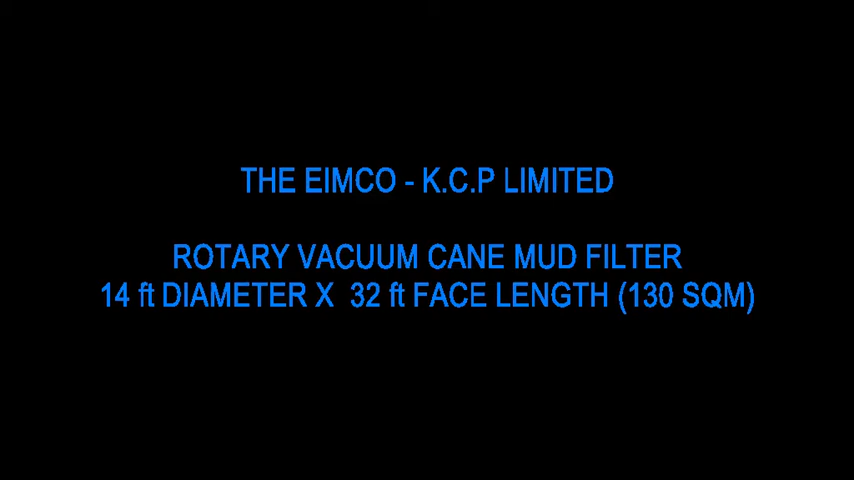 THE EIMCO - K.C.P LIMITED
ROTARY VACUUM CANE MUD FILTER
14 ft DIAMETER X 32 ft FACE LENGTH (130 SQM)